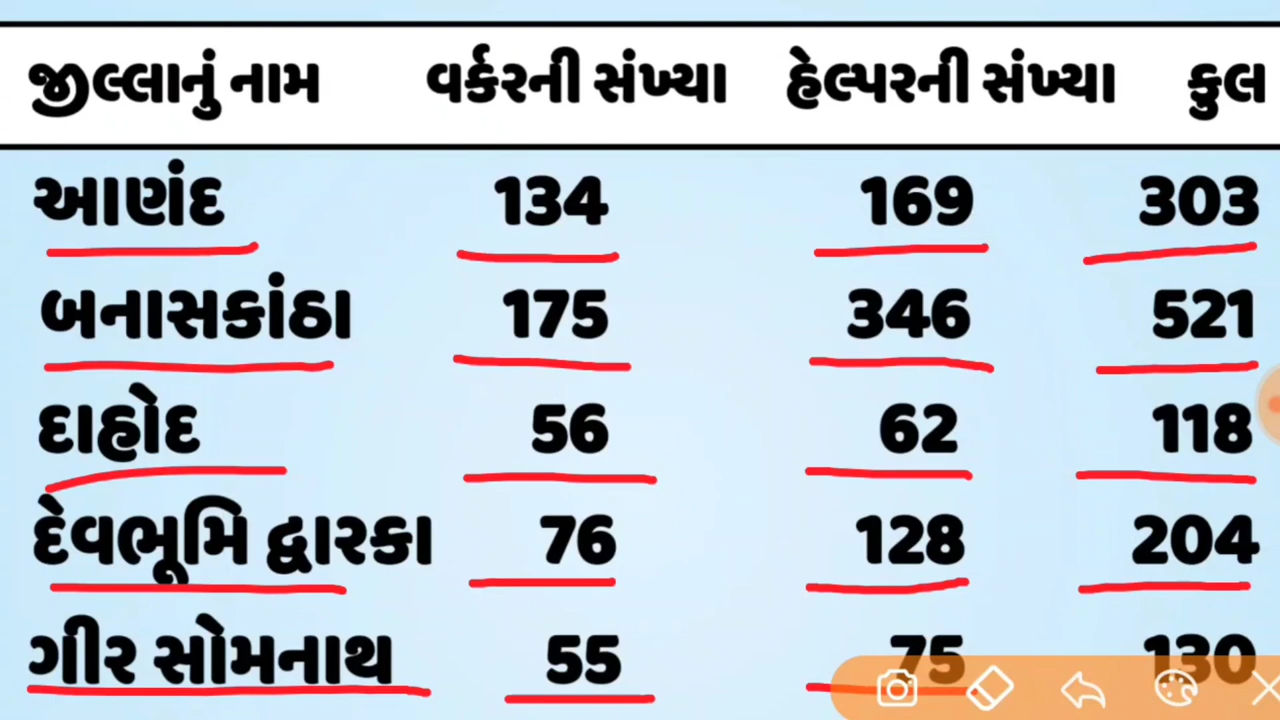 જીલ્લાનું નામ વર્કરની સંખ્યા હેલ્પરની સંખ્યા કુલ
આણંદ 134 169 303
બનાસકાંઠા 175 346 521
દાહોદ 56 62 118
દેવભૂમિ દ્વારકા 76 128 204
ગીર સોમનાથ 55 75 130